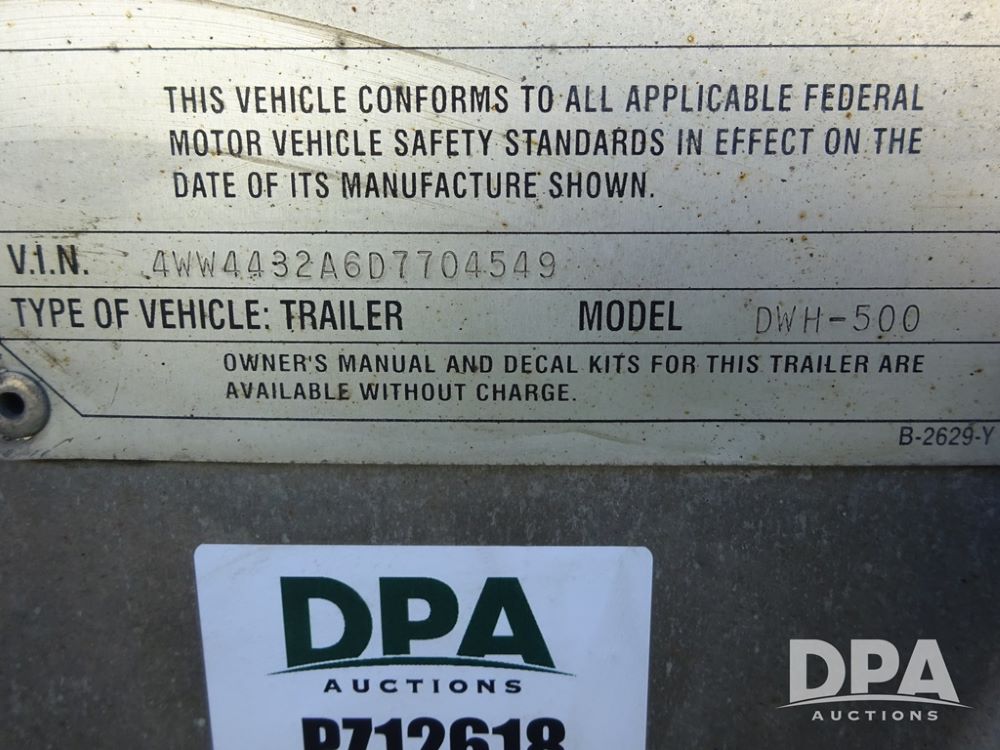 THIS VEHICLE CONFORMS TO ALL APPLICABLE FEDERAL
MOTOR VEHICLE SAFETY STANDARDS IN EFFECT ON THE
DATE OF ITS MANUFACTURE SHOWN.
V.I.N. 4WW4432A6D7704549
TYPE OF VEHICLE: TRAILER MODEL DWH-500
OWNER'S MANUAL AND DECAL KITS FOR THIS TRAILER ARE
AVAILABLE WITHOUT CHARGE.
B-2629-Y
DPA
AUCTIONS
P712618
DPA
AUCTIONS